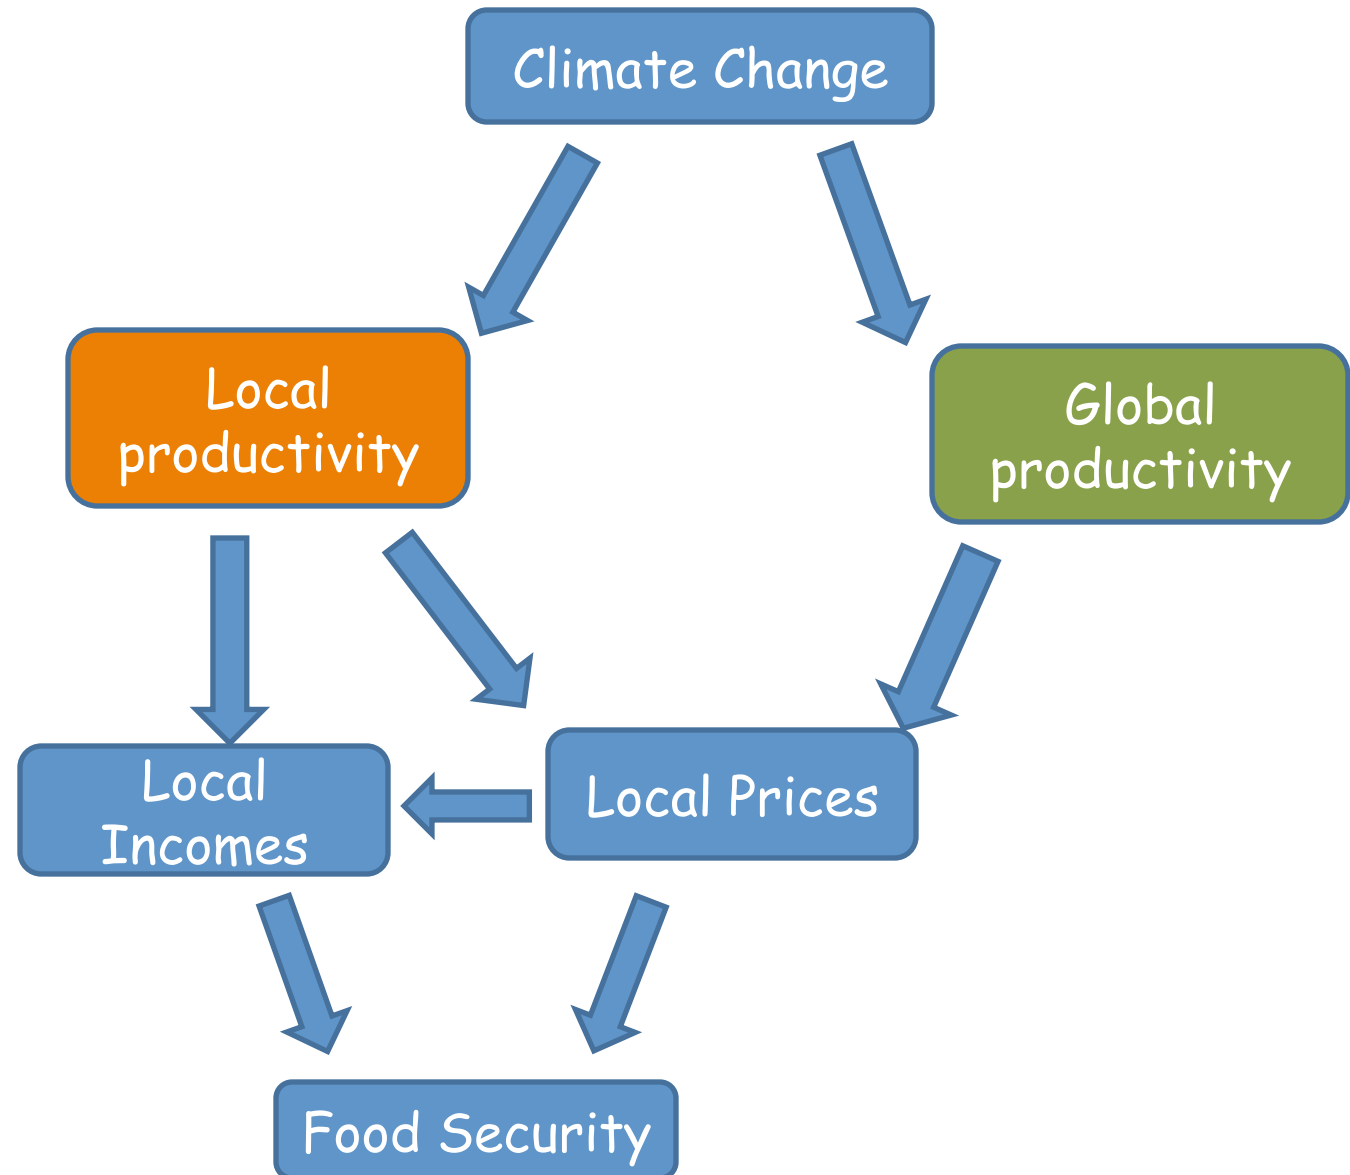 Climate Change
Local
productivity
Global
productivity
Local
Incomes
Local Prices
Food Security